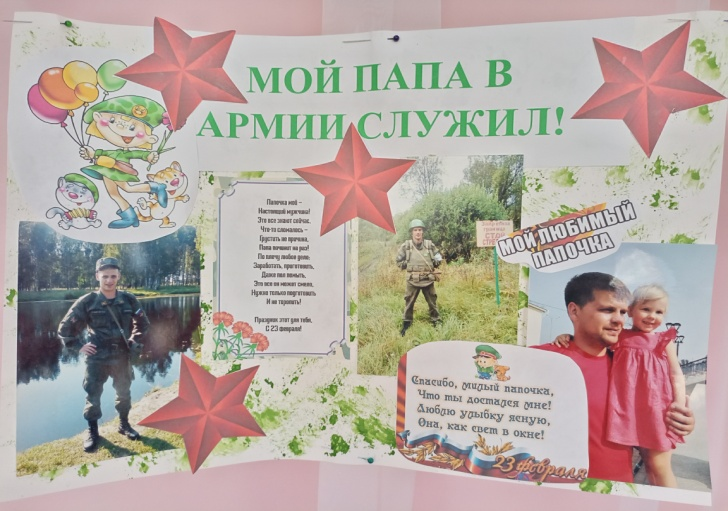 МОЙ ПАПА В
АРМИИ СЛУЖИЛ!
Папочка мой –
Настоящий мужчина!
Это все знают сейчас.
Что-то сломалось –
Грустить не причина,
Папа починит на раз!
По плечу любое дело:
Заработать, приготовить,
Даже пол помыть,
Это все он может смело,
Нужно только подготовить
И не торопить!
Праздник этот для тебя,
С 23 февраля!
СТОП
МОЙ ЛЮБИМЫЙ
ПАПОЧКА
Спасибо, милый папочка,
Что ты достался мне!
Люблю улыбку ясную,
Она, как свет в окне!
23 февраля